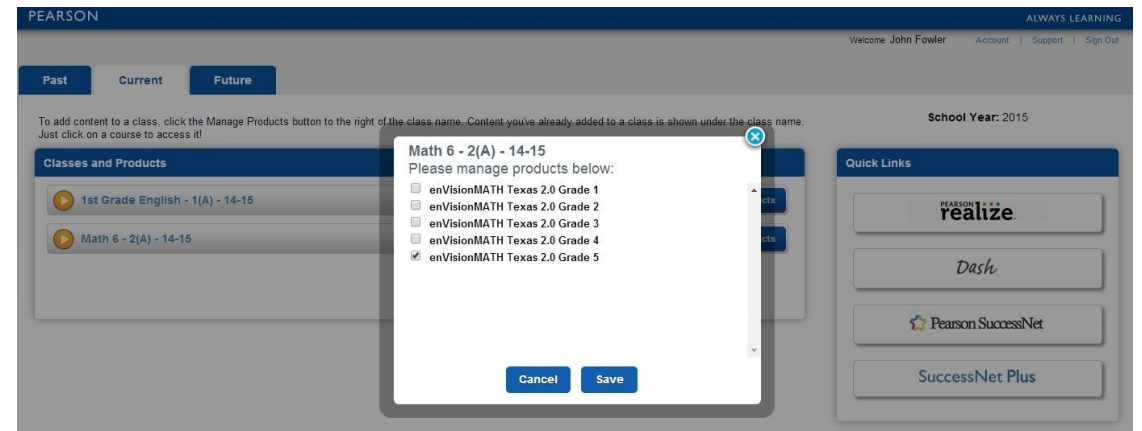 PEARSON
ALWAYS LEARNING
Welcome John Fowler Account | Support | Sign Out
Past Current Future
To add content to a class, click the Manage Products button to the right of the class name. Content you've already added to a class is shown under the class name.
Just click on a course to access it!
School Year: 2015
Classes and Products
1st Grade English - 1(A) - 14-15
cts
Math 6 - 2(A) - 14-15
cts
Math 6 - 2(A) - 14-15
Please manage products below:
enVisionMATH Texas 2.0 Grade 1
enVisionMATH Texas 2.0 Grade 2
enVisionMATH Texas 2.0 Grade 3
enVisionMATH Texas 2.0 Grade 4
enVisionMATH Texas 2.0 Grade 5
Cancel Save
Quick Links
PEARSON
realize
Dash
Pearson SuccessNet
SuccessNet Plus